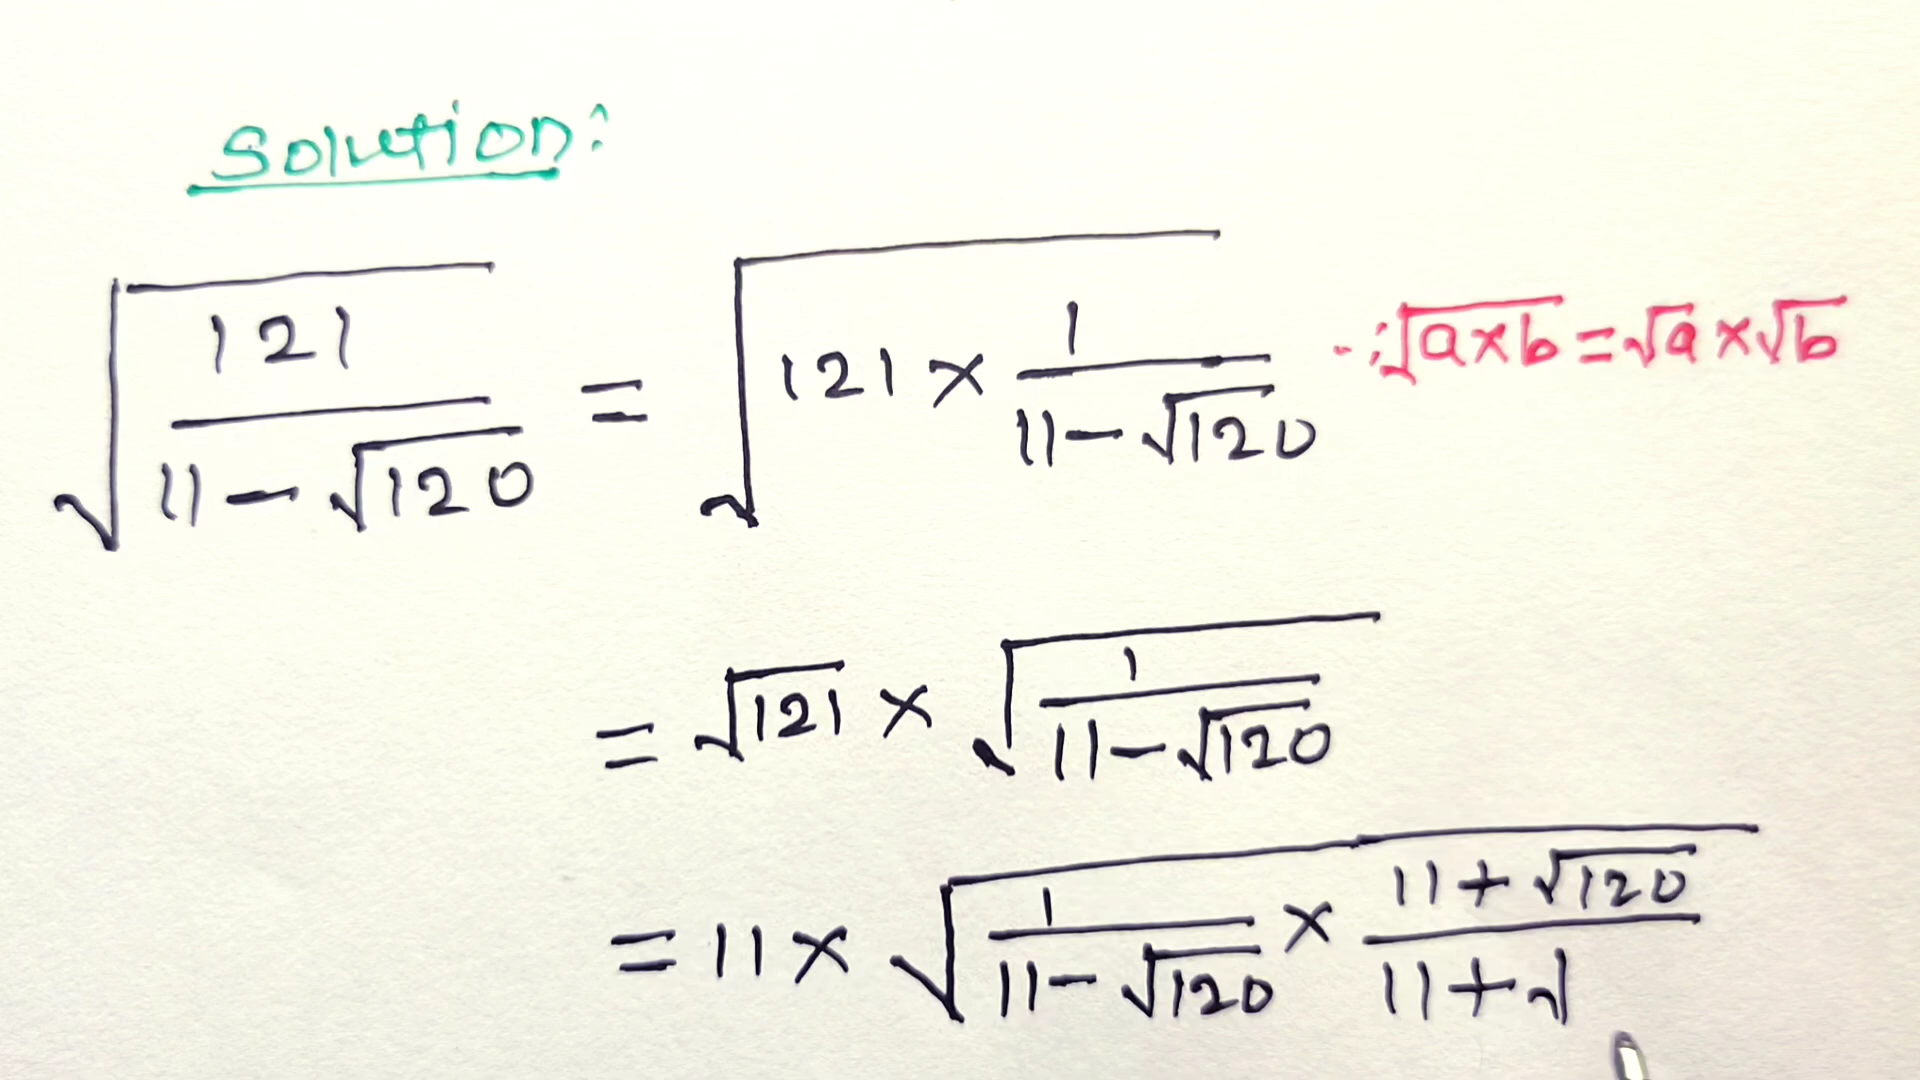 Solution:
√(121/(11-√120)) = √(121 × 1/(11-√120)) ∵ √(a×b) = √a × √b
= √121 × √(1/(11-√120))
= 11 × √(1/(11-√120) × (11+√120)/(11+√))